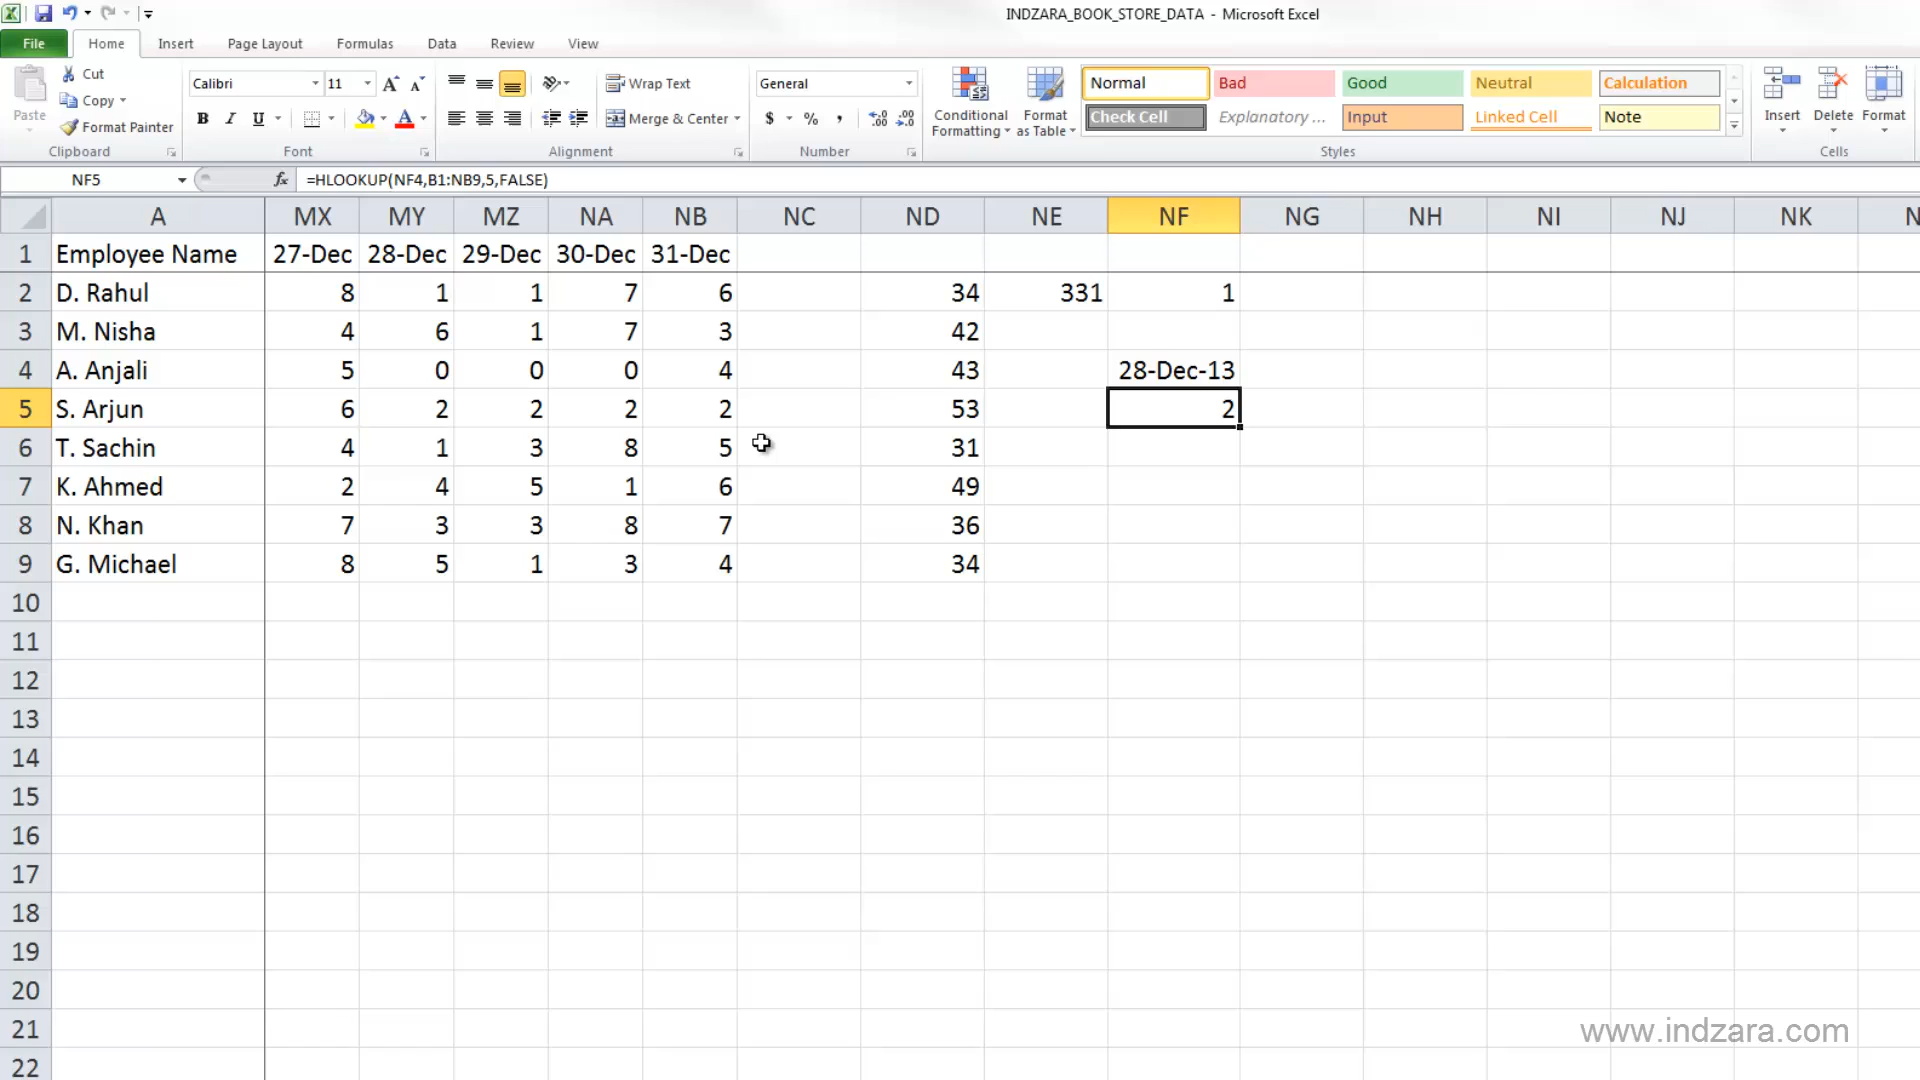 INDZARA_BOOK_STORE_DATA - Microsoft Excel
File Home Insert Page Layout Formulas Data Review View
Paste
Cut
Copy
Format Painter
Clipboard
Calibri 11
B I U
Font
Wrap Text
Merge & Center
Alignment
General
$ % ,
Number
Conditional Formatting
Format as Table
Normal Bad Good Neutral Calculation
Check Cell Explanatory ... Input Linked Cell Note
Styles
Insert Delete Format
Cells
NF5 fx =HLOOKUP(NF4,B1:NB9,5,FALSE)
A MX MY MZ NA NB NC ND NE NF NG NH NI NJ NK
1 Employee Name 27-Dec 28-Dec 29-Dec 30-Dec 31-Dec
2 D. Rahul 8 1 1 7 6 34 331 1
3 M. Nisha 4 6 1 7 3 42
4 A. Anjali 5 0 0 0 4 43 28-Dec-13
5 S. Arjun 6 2 2 2 2 53 2
6 T. Sachin 4 1 3 8 5 31
7 K. Ahmed 2 4 5 1 6 49
8 N. Khan 7 3 3 8 7 36
9 G. Michael 8 5 1 3 4 34
10
11
12
13
14
15
16
17
18
19
20
21
22
www.indzara.com